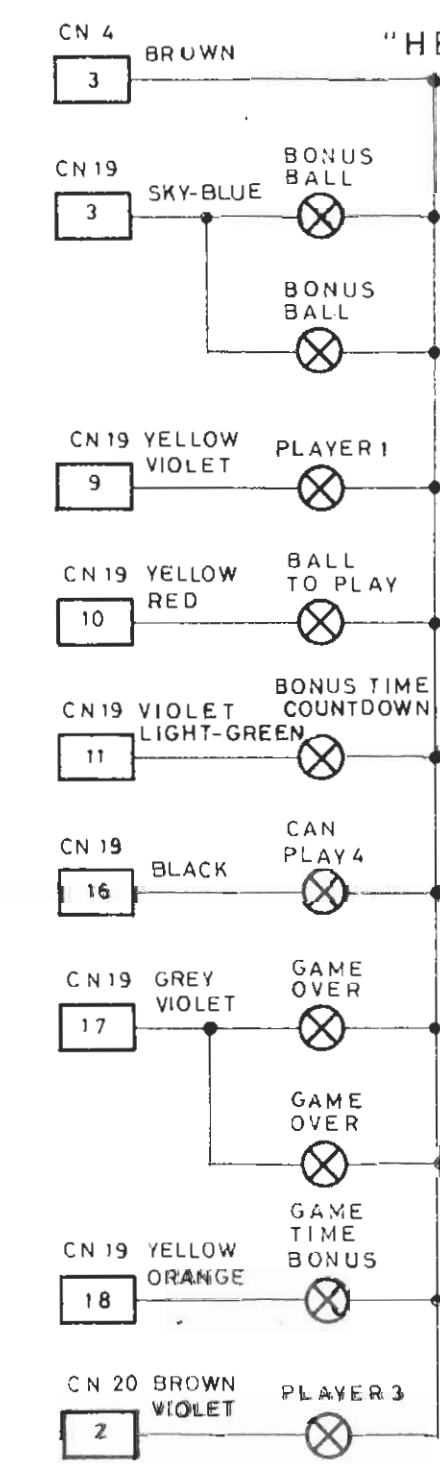 CN 4
BROWN
"HE
3
CN 19
SKY-BLUE
BONUS
BALL
3
BONUS
BALL
CN 19 YELLOW
VIOLET
PLAYER 1
9
CN 19 YELLOW
RED
BALL
TO PLAY
10
CN 19 VIOLET
LIGHT-GREEN
BONUS TIME
COUNTDOWN
11
CN 19
BLACK
CAN
PLAY 4
16
CN 19 GREY
VIOLET
GAME
OVER
17
GAME
OVER
CN 19 YELLOW
ORANGE
GAME
TIME
BONUS
18
CN 20 BROWN
VIOLET
PLAYER 3
2